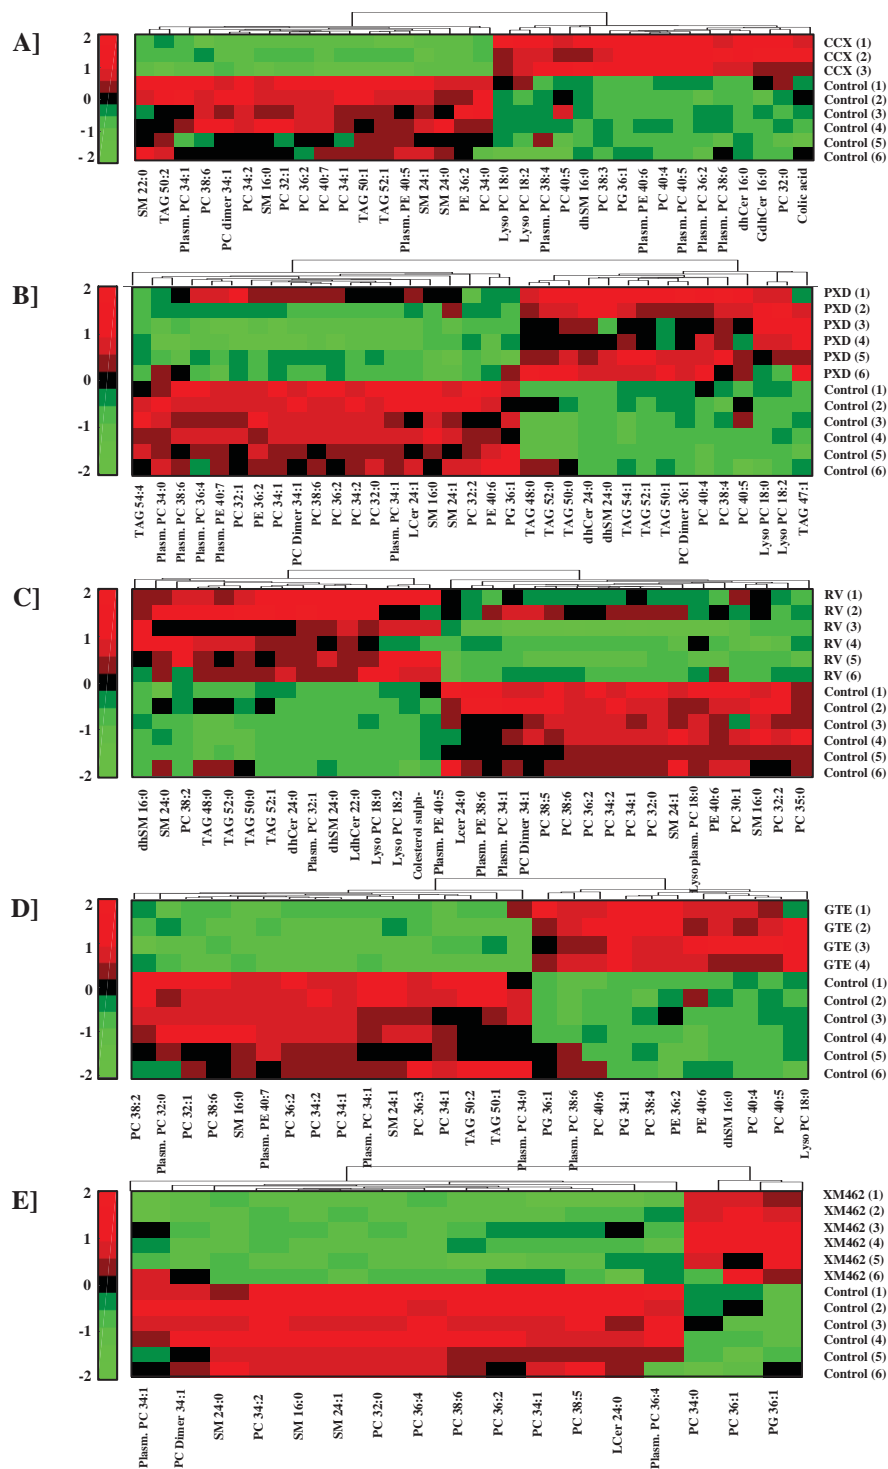 A]
2
1
0
-1
- 2
CCX (1)
CCX (2)
CCX (3)
Control (1)
Control (2)
Control (3)
Control (4)
Control (5)
Control (6)
SM 22:0
TAG 50:2
Plasm. PC 34:1
PC 38:6
PC dimer 34:1
PC 34:2
SM 16:0
PC 32:1
PC 36:2
PC 40:7
PC 34:1
TAG 50:1
TAG 52:1
Plasm. PE 40:5
SM 24:1
SM 24:0
PE 36:2
PC 34:0
Lyso PC 18:0
Lyso PC 18:2
Plasm. PC 38:4
PC 40:5
dhSM 16:0
PC 38:3
PG 36:1
Plasm. PE 40:6
PC 40:4
Plasm. PC 40:5
Plasm. PC 36:2
Plasm. PC 38:6
dhCer 16:0
GdhCer 16:0
PC 32:0
Colic acid
B]
2
1
0
-1
-2
PXD (1)
PXD (2)
PXD (3)
PXD (4)
PXD (5)
PXD (6)
Control (1)
Control (2)
Control (3)
Control (4)
Control (5)
Control (6)
TAG 54:4
Plasm. PC 34:0
Plasm. PC 38:6
Plasm. PC 36:4
Plasm. PE 40:7
PC 32:1
PE 36:2
PC 34:1
PC Dimer 34:1
PC 38:6
PC 36:2
PC 34:2
PC 32:0
Plasm. PC 34:1
LCer 24:1
SM 16:0
SM 24:1
PC 32:2
PE 40:6
PG 36:1
TAG 48:0
TAG 52:0
TAG 50:0
dhCer 24:0
dhSM 24:0
TAG 54:1
TAG 52:1
TAG 50:1
PC Dimer 36:1
PC 40:4
PC 38:4
PC 40:5
Lyso PC 18:0
Lyso PC 18:2
TAG 47:1
C]
2
1
0
-1
-2
RV (1)
RV (2)
RV (3)
RV (4)
RV (5)
RV (6)
Control (1)
Control (2)
Control (3)
Control (4)
Control (5)
Control (6)
dhSM 16:0
SM 24:0
PC 38:2
TAG 48:0
TAG 52:0
TAG 50:0
TAG 52:1
dhCer 24:0
Plasm. PC 32:1
dhSM 24:0
LdhCer 22:0
Lyso PC 18:0
Lyso PC 18:2
Colesterol sulph-
Plasm. PE 40:5
Lcer 24:0
Plasm. PE 38:6
Plasm. PC 34:1
PC Dimer 34:1
PC 38:5
PC 38:6
PC 36:2
PC 34:2
PC 34:1
PC 32:0
SM 24:1
Lyso plasm. PC 18:0
PE 40:6
PC 30:1
SM 16:0
PC 32:2
PC 35:0
D]
2
1
0
-1
-2
GTE (1)
GTE (2)
GTE (3)
GTE (4)
Control (1)
Control (2)
Control (3)
Control (4)
Control (5)
Control (6)
PC 38:2
Plasm. PC 32:0
PC 32:1
PC 38:6
SM 16:0
Plasm. PE 40:7
PC 36:2
PC 34:2
PC 34:1
Plasm. PC 34:1
SM 24:1
PC 36:3
PC 34:1
TAG 50:2
TAG 50:1
Plasm. PC 34:0
PG 36:1
Plasm. PC 38:6
PC 40:6
PG 34:1
PC 38:4
PE 36:2
PE 40:6
dhSM 16:0
PC 40:4
PC 40:5
Lyso PC 18:0
E]
2
1
0
-1
-2
XM462 (1)
XM462 (2)
XM462 (3)
XM462 (4)
XM462 (5)
XM462 (6)
Control (1)
Control (2)
Control (3)
Control (4)
Control (5)
Control (6)
Plasm. PC 34:1
PC Dimer 34:1
SM 24:0
PC 34:2
SM 16:0
SM 24:1
PC 32:0
PC 36:4
PC 38:6
PC 36:2
PC 34:1
PC 38:5
LCer 24:0
Plasm. PC 36:4
PC 34:0
PC 36:1
PG 36:1